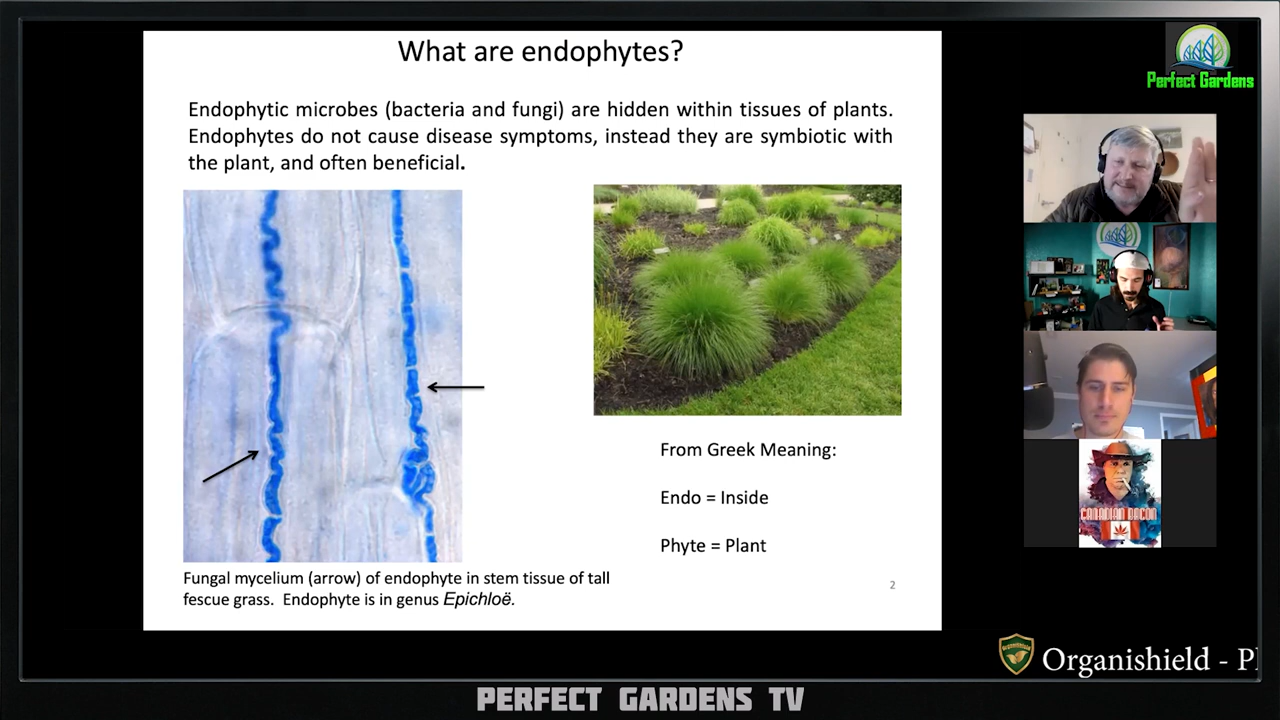 What are endophytes?
Endophytic microbes (bacteria and fungi) are hidden within tissues of plants.
Endophytes do not cause disease symptoms, instead they are symbiotic with
the plant, and often beneficial.
From Greek Meaning:
Endo = Inside
Phyte = Plant
Fungal mycelium (arrow) of endophyte in stem tissue of tall
fescue grass. Endophyte is in genus Epichloë.
2
Perfect Gardens
CANADIAN BACON
Organishield - P
PERFECT GARDENS TV